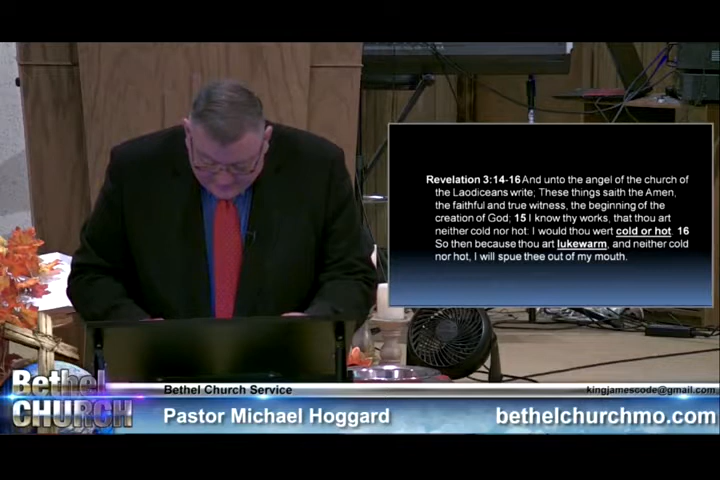 Revelation 3:14-16 And unto the angel of the church of
the Laodiceans write; These things saith the Amen,
the faithful and true witness, the beginning of the
creation of God; 15 I know thy works, that thou art
neither cold nor hot: I would thou wert cold or hot. 16
So then because thou art lukewarm, and neither cold
nor hot, I will spue thee out of my mouth.
Bethel
CHURCH
Bethel Church Service
kingjamescode@gmail.com
Pastor Michael Hoggard
bethelchurchmo.com